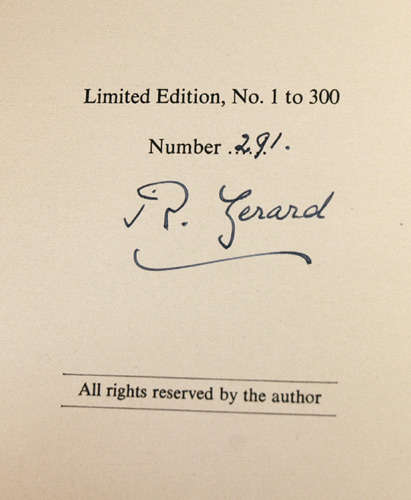 Limited Edition, No. 1 to 300
Number .291.
R. Gerard
All rights reserved by the author